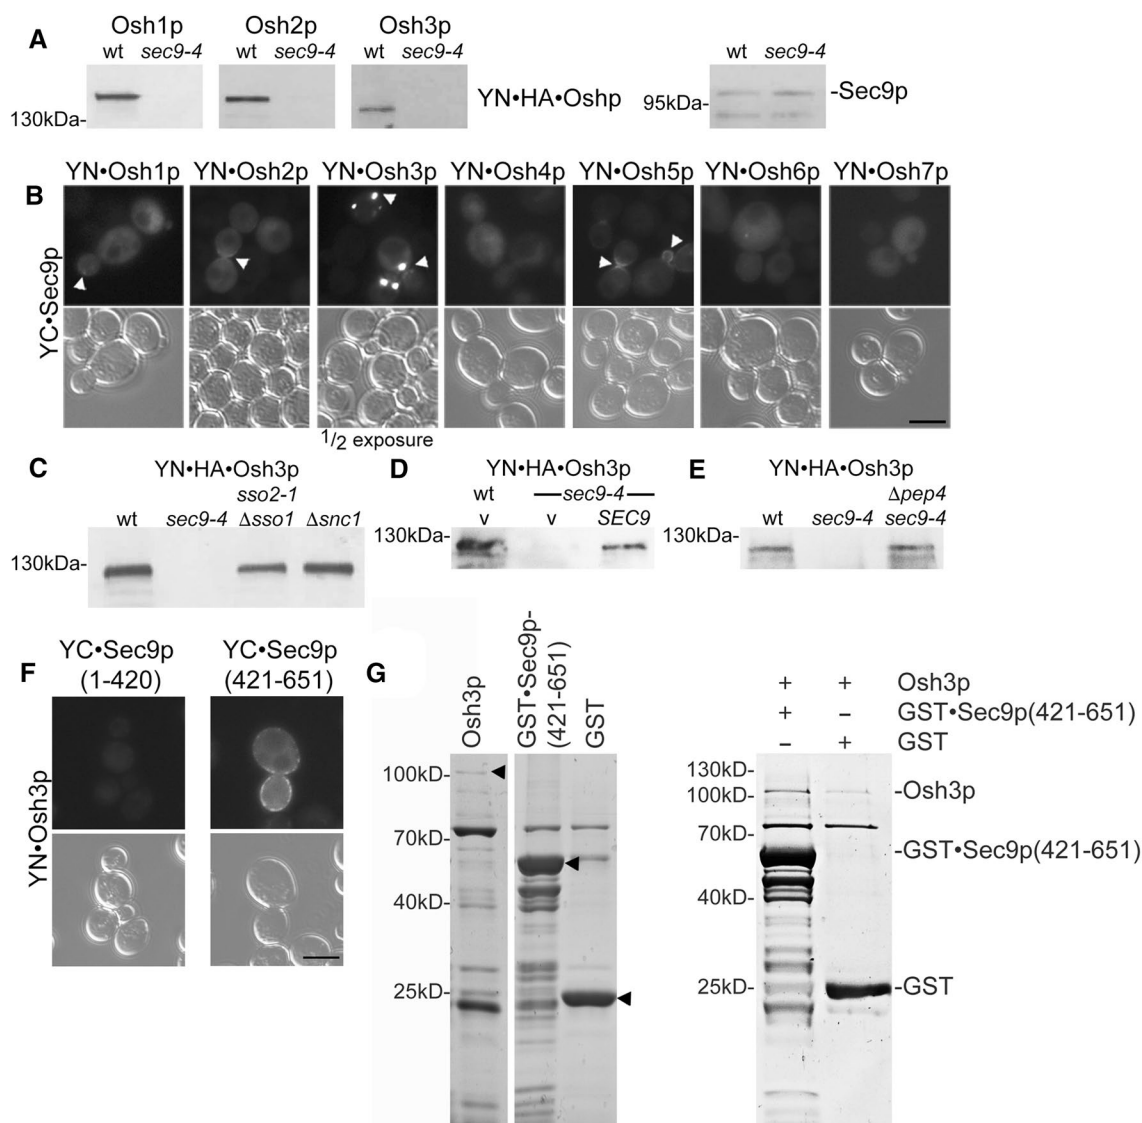 A
Osh1p Osh2p Osh3p
wt sec9-4 wt sec9-4 wt sec9-4 wt sec9-4
130kDa- YN•HA•Oshp 95kDa- -Sec9p
B
YN•Osh1p YN•Osh2p YN•Osh3p YN•Osh4p YN•Osh5p YN•Osh6p YN•Osh7p
YC•Sec9p
1/2 exposure
C
YN•HA•Osh3p
sso2-1
wt sec9-4 Δsso1 Δsnc1
130kDa-
D
YN•HA•Osh3p
wt sec9-4
v v SEC9
130kDa-
E
YN•HA•Osh3p
Δpep4
wt sec9-4 sec9-4
130kDa-
F
YC•Sec9p YC•Sec9p
(1-420) (421-651)
YN•Osh3p
G
Osh3p
GST•Sec9p-
(421-651)
GST
100kD-
70kD-
40kD-
25kD-
+ + Osh3p
+ – GST•Sec9p(421-651)
– + GST
130kD-
100kD- -Osh3p
70kD-
-GST•Sec9p(421-651)
40kD-
25kD- -GST